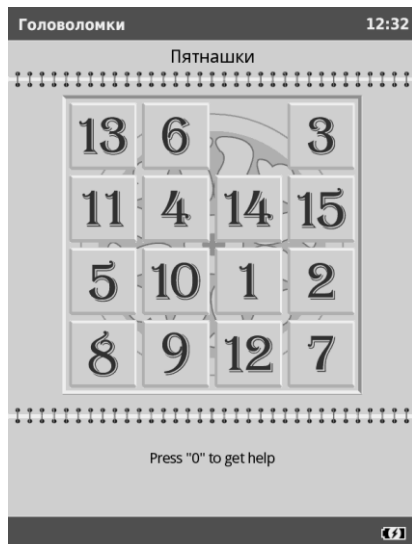 Головоломки 12:32
Пятнашки
13 6 3
11 4 14 15
5 10 1 2
8 9 12 7
Press "0" to get help